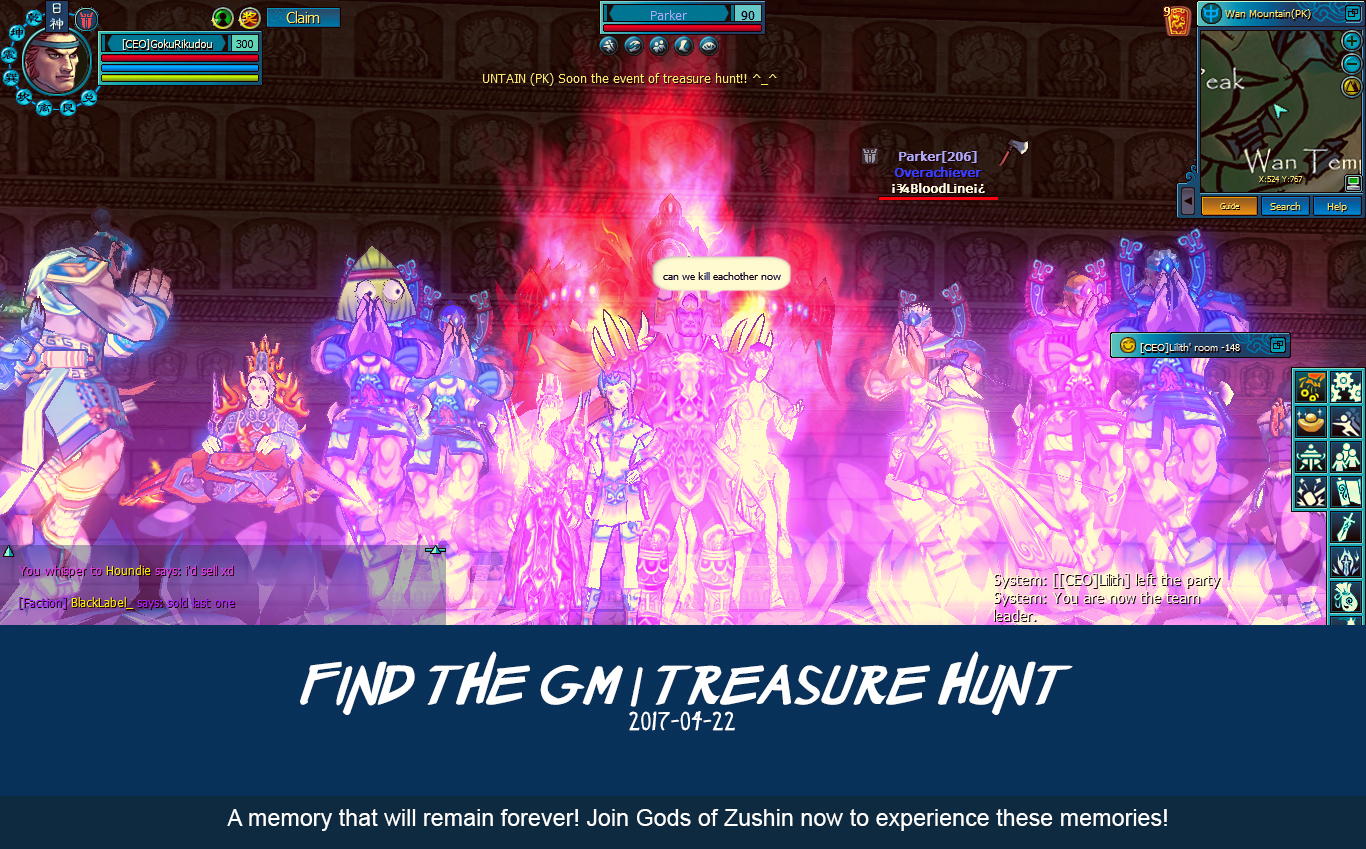 日
神
Claim
[CEO]GokuRikudou 300
Parker 90
UNTAIN (PK) Soon the event of treasure hunt!! ^_^
9
Wan Mountain(PK)
eak
Wan Tem
X:524 Y:767
Guide Search Help
Parker[206]
Overachiever
¡¾BloodLine¡¿
can we kill eachother now
[CEO]Lilith' room -148
You whisper to Houndie says: i'd sell xd
[Faction] BlackLabel_ says: sold last one
System: [[CEO]Lilith] left the party
System: You are now the team
leader.
FIND THE GM | TREASURE HUNT
2017-04-22
A memory that will remain forever! Join Gods of Zushin now to experience these memories!